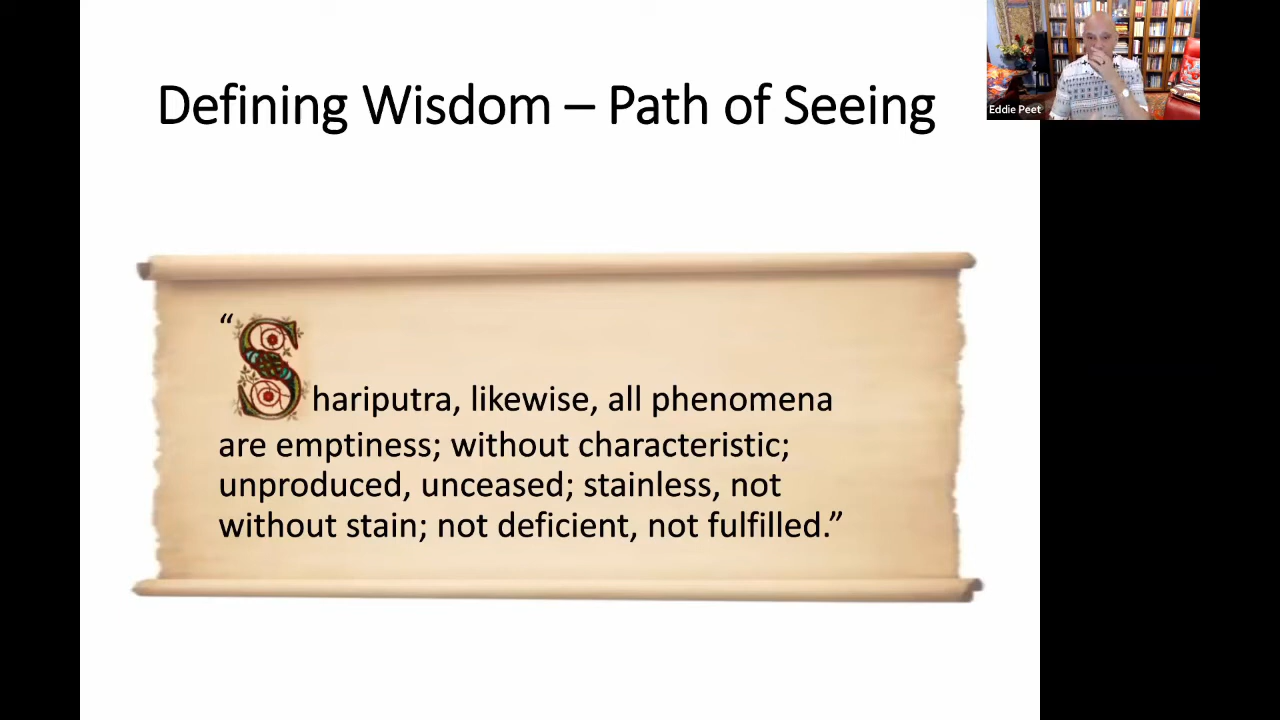 Defining Wisdom – Path of Seeing
Eddie Peet
“Shariputra, likewise, all phenomena
are emptiness; without characteristic;
unproduced, unceased; stainless, not
without stain; not deficient, not fulfilled.”